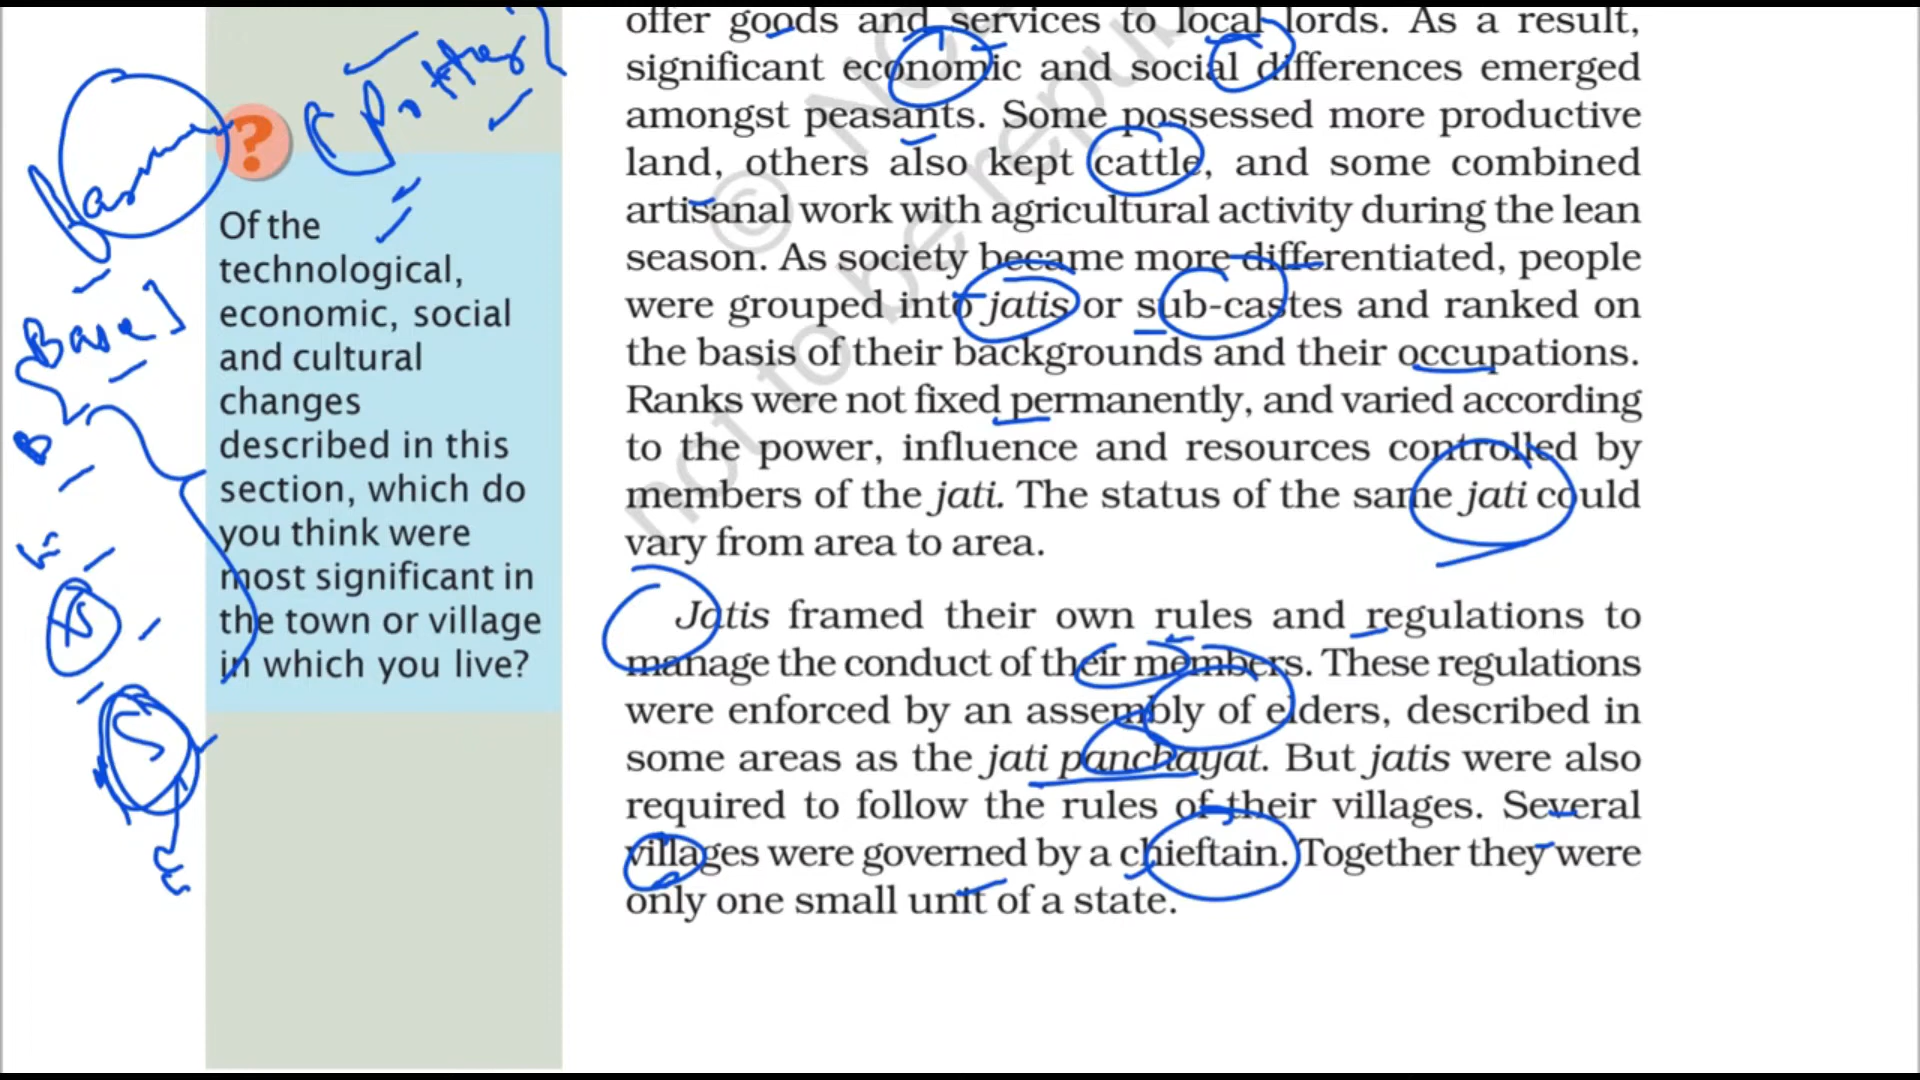 offer goods and services to local lords. As a result,
significant economic and social differences emerged
amongst peasants. Some possessed more productive
land, others also kept cattle, and some combined
artisanal work with agricultural activity during the lean
season. As society became more differentiated, people
were grouped into jatis or sub-castes and ranked on
the basis of their backgrounds and their occupations.
Ranks were not fixed permanently, and varied according
to the power, influence and resources controlled by
members of the jati. The status of the same jati could
vary from area to area.
Jatis framed their own rules and regulations to
manage the conduct of their members. These regulations
were enforced by an assembly of elders, described in
some areas as the jati panchayat. But jatis were also
required to follow the rules of their villages. Several
villages were governed by a chieftain. Together they were
only one small unit of a state.
?
Of the
technological,
economic, social
and cultural
changes
described in this
section, which do
you think were
most significant in
the town or village
in which you live?
Base
B
not to be republished